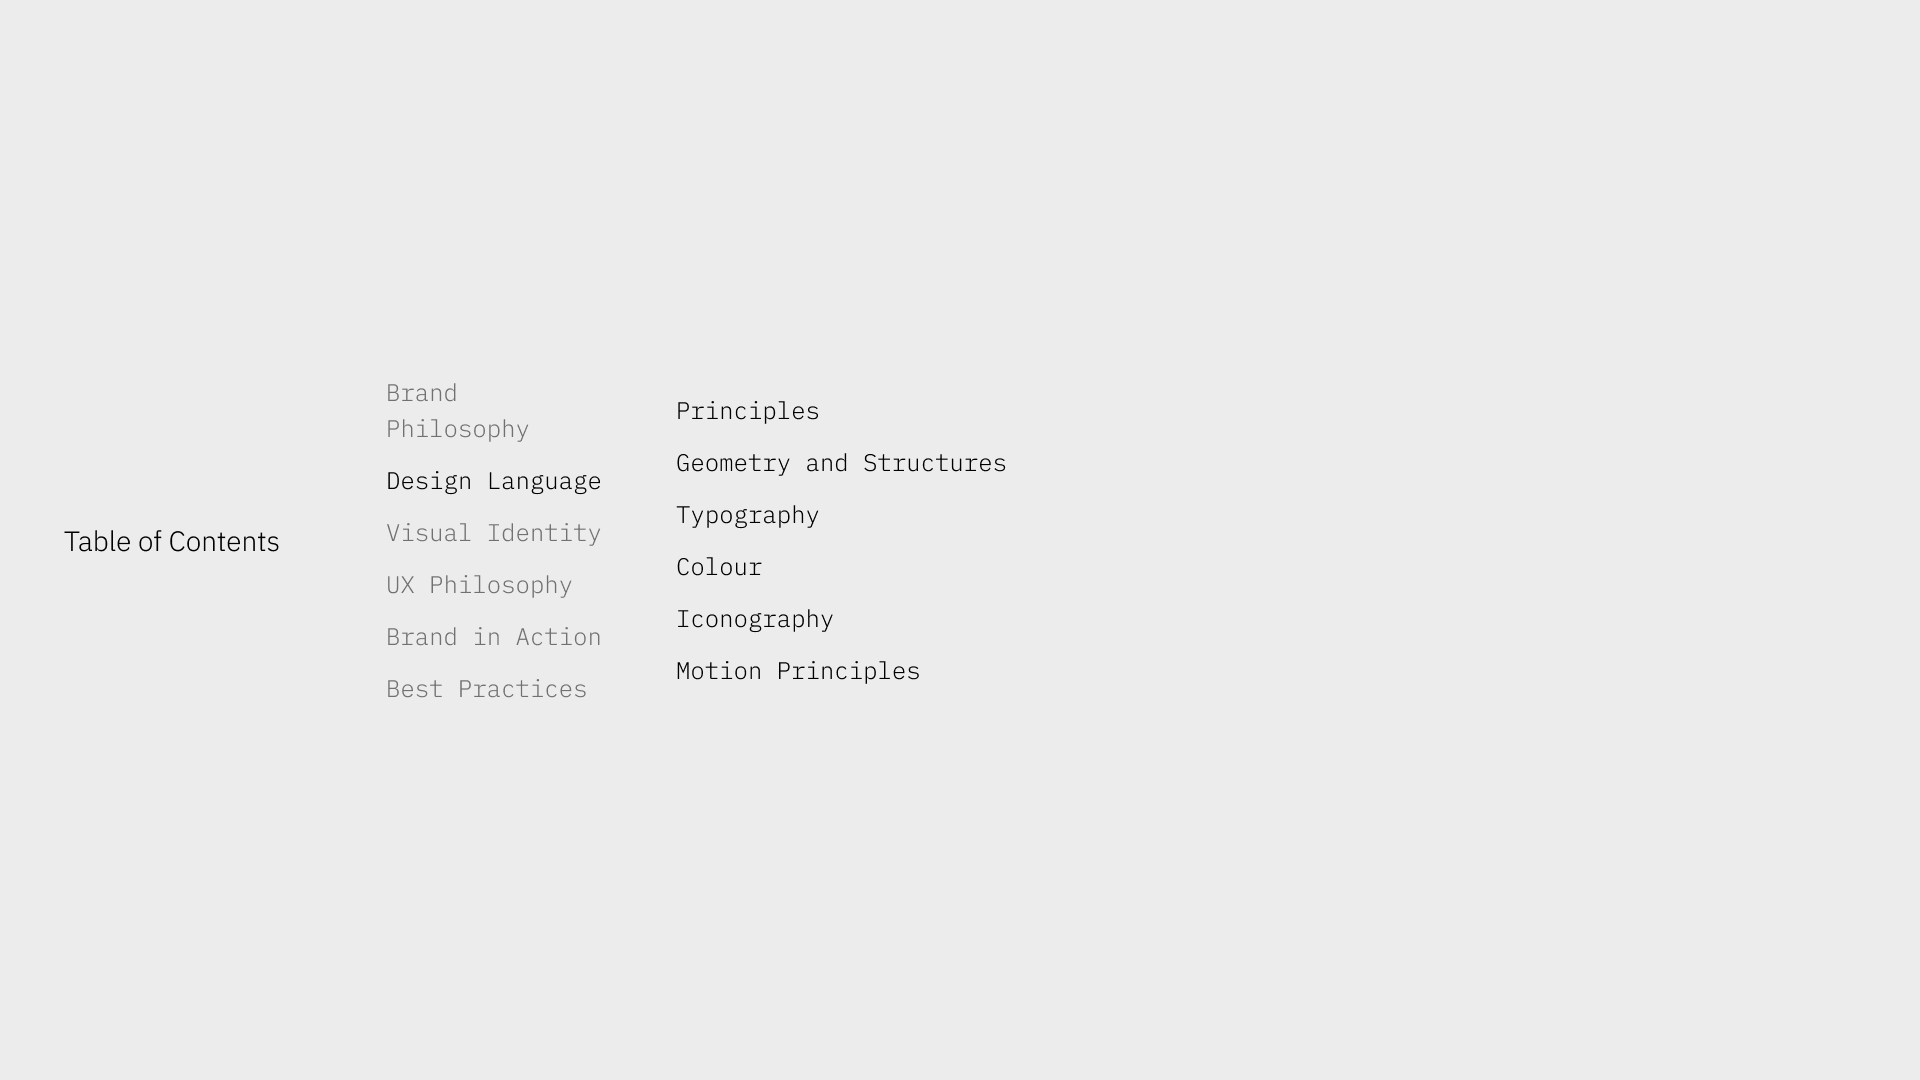 Table of Contents
Brand
Philosophy
Design Language
Visual Identity
UX Philosophy
Brand in Action
Best Practices
Principles
Geometry and Structures
Typography
Colour
Iconography
Motion Principles